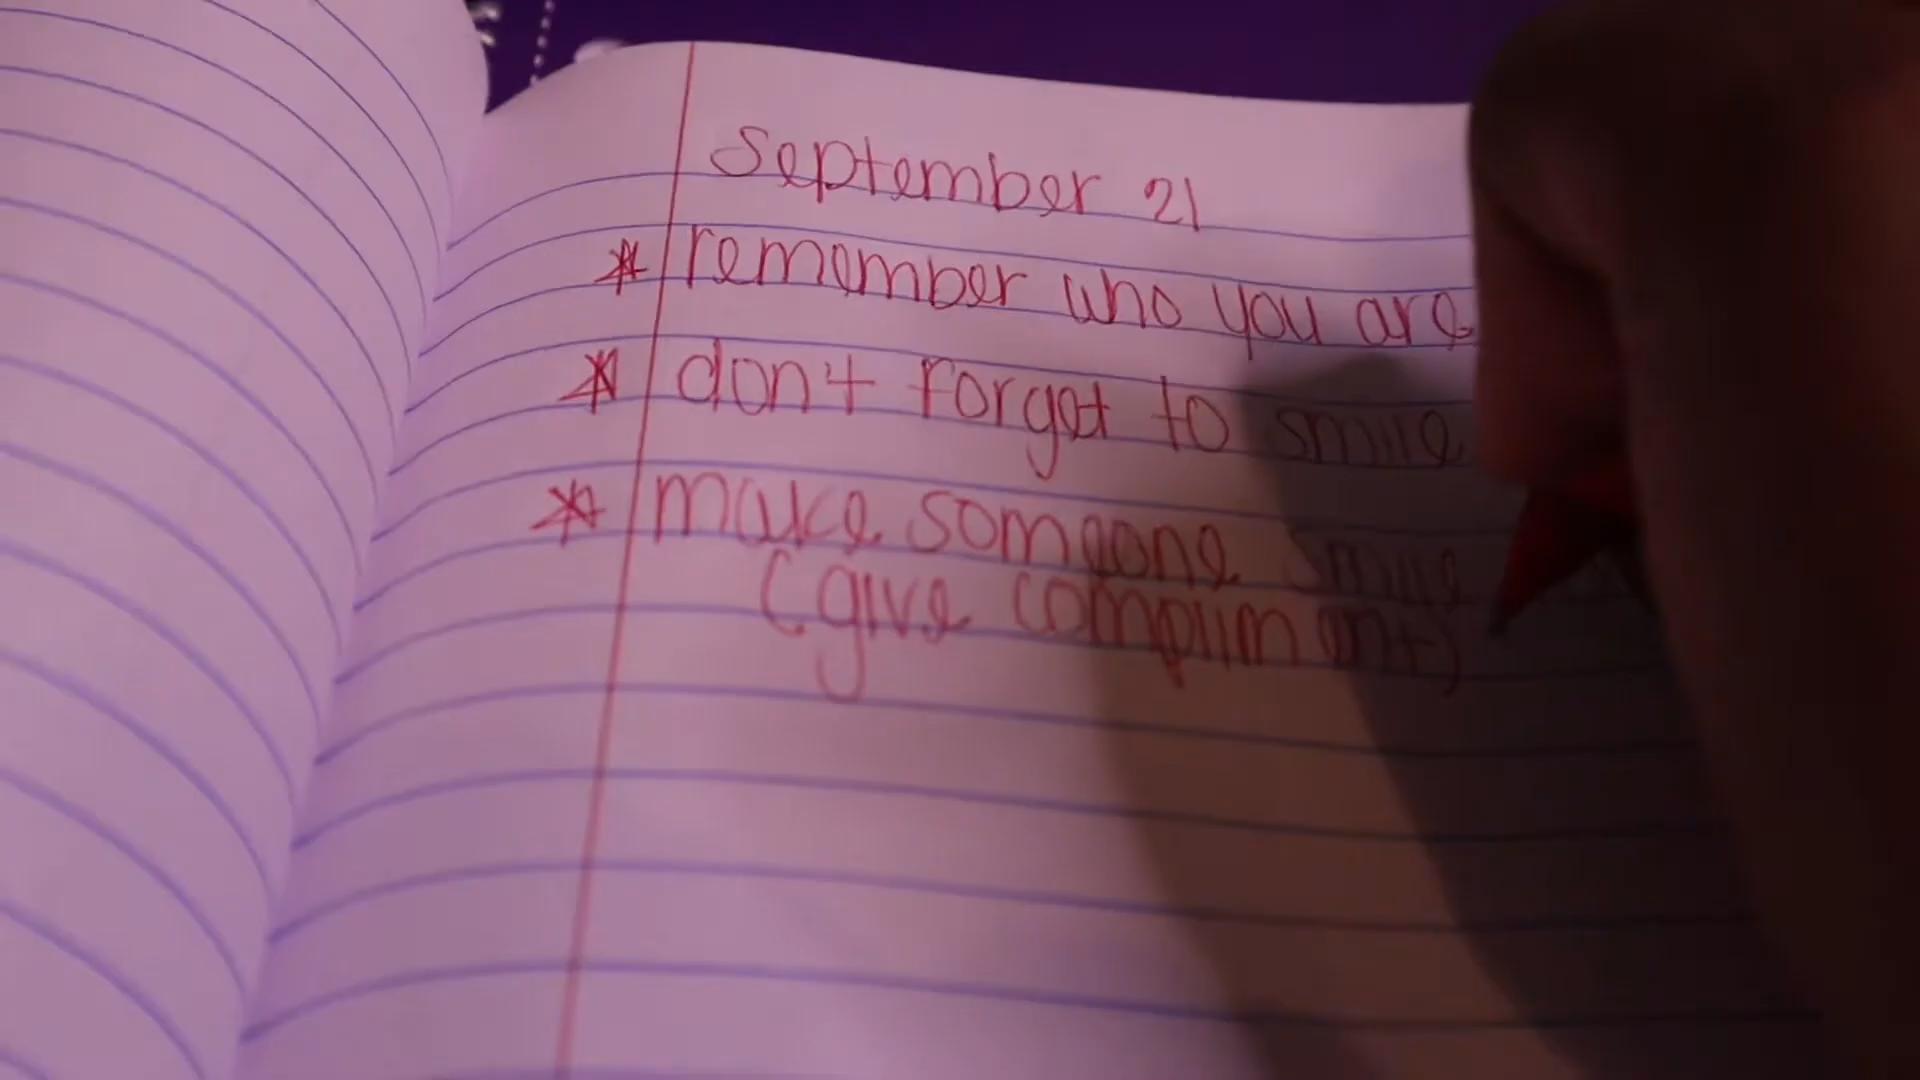 September 21
* remember who you are
* don't forget to smile
* make someone smile
(give compliment)